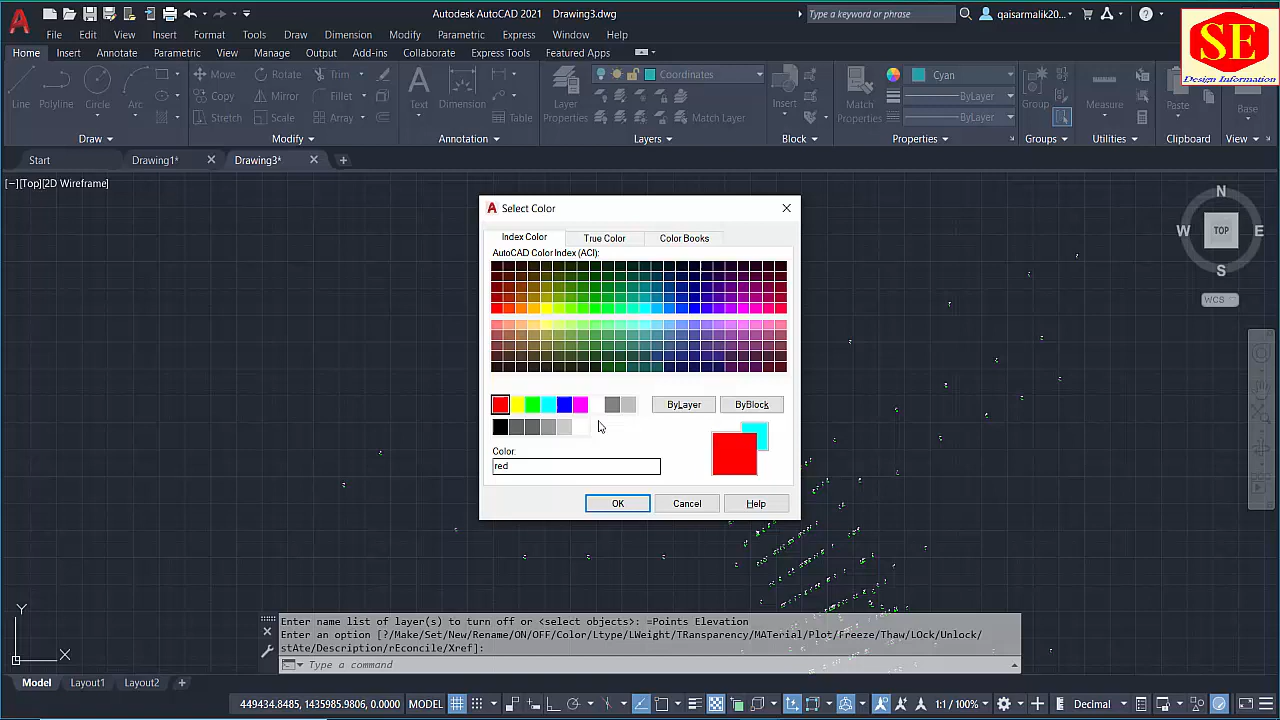 Autodesk AutoCAD 2021 Drawing3.dwg
Type a keyword or phrase
qaisarmalik20...
File Edit View Insert Format Tools Draw Dimension Modify Parametric Express Window Help
Home Insert Annotate Parametric View Manage Output Add-ins Collaborate Express Tools Featured Apps
SE
Design Information
Line Polyline Circle Arc
Move Rotate Trim
Copy Mirror Fillet
Stretch Scale Array
Text Dimension Table
Layer Properties
Coordinates
Match Layer
Insert
Match Properties
Cyan
ByLayer
ByLayer
Group
Measure
Paste
Base
Draw Modify Annotation Layers Block Properties Groups Utilities Clipboard View
Start Drawing1* Drawing3*
[−][Top][2D Wireframe]
N
W TOP E
S
WCS
Select Color
Index Color True Color Color Books
AutoCAD Color Index (ACI):
ByLayer ByBlock
Color:
red
OK Cancel Help
Enter name list of layer(s) to turn off or <select objects>: =Points Elevation
Enter an option [?/Make/Set/New/Rename/ON/OFF/Color/Ltype/LWeight/TRansparency/MATerial/Plot/Freeze/Thaw/LOck/Unlock/
stAte/Description/rEconcile/Xref]:
Type a command
Y
X
Model Layout1 Layout2
449434.8485, 1435985.9806, 0.0000 MODEL 1:1/100% Decimal